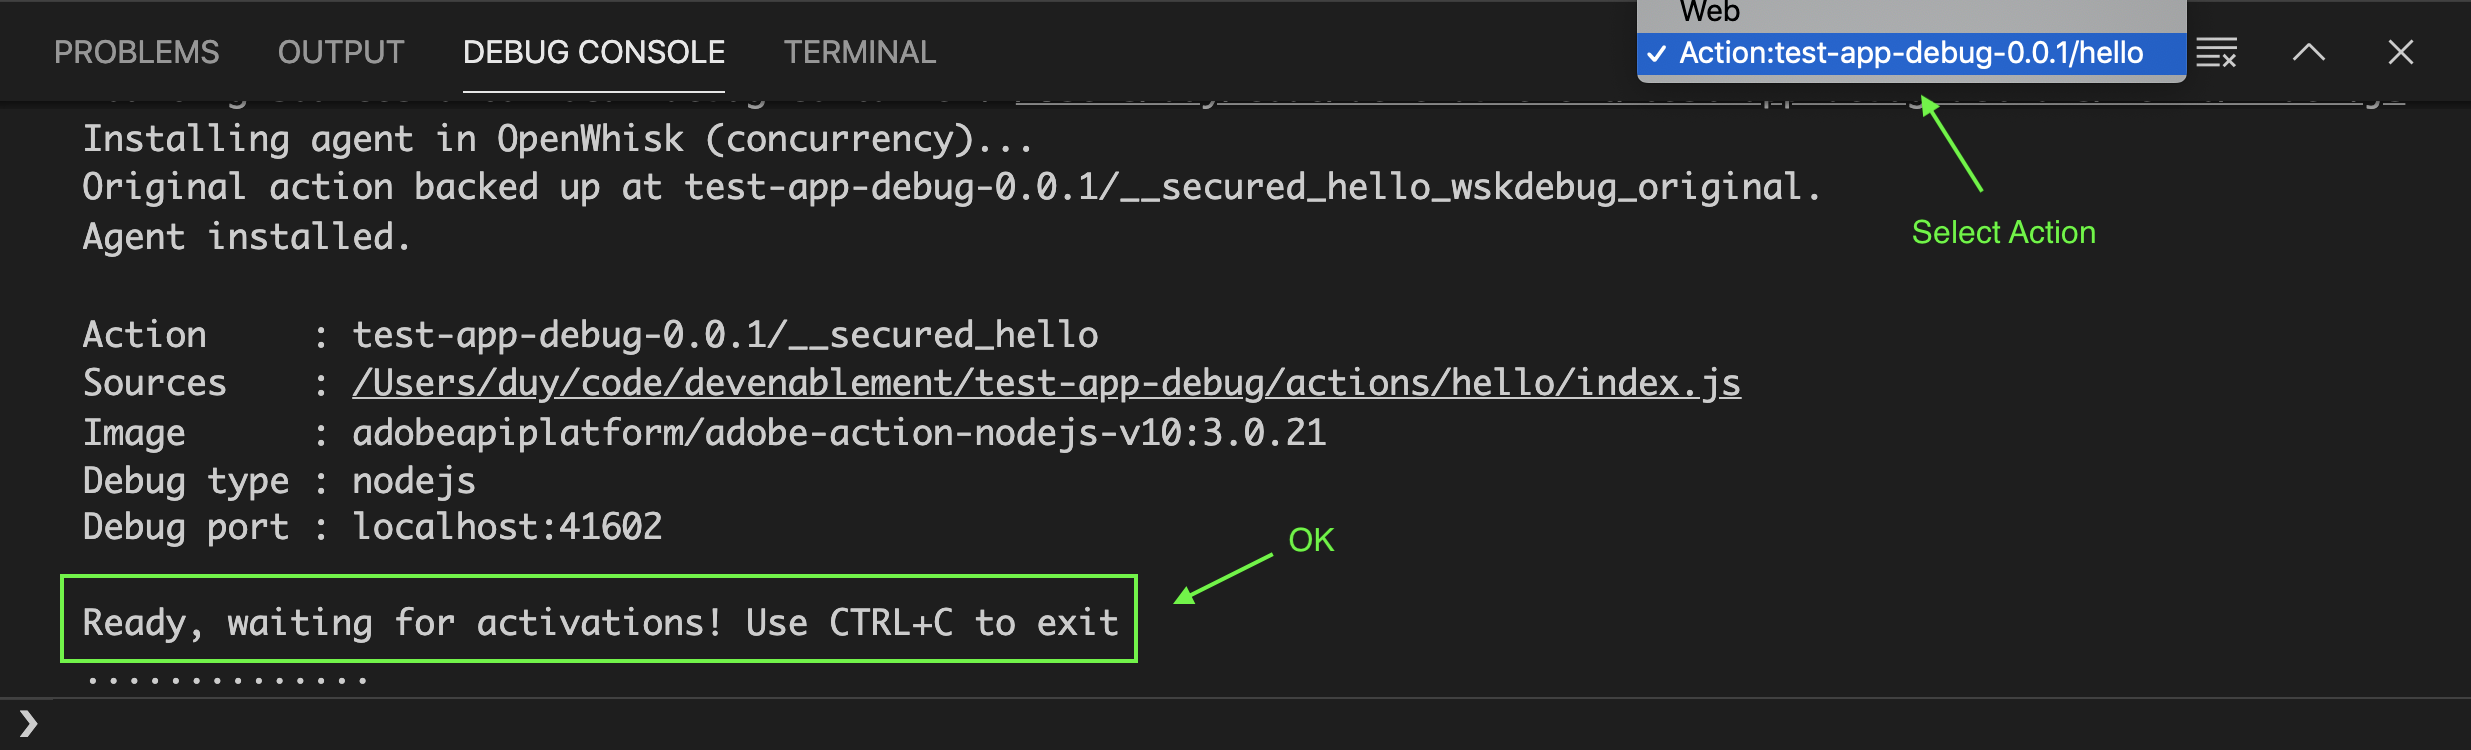 Web
PROBLEMS OUTPUT DEBUG CONSOLE TERMINAL ✓ Action:test-app-debug-0.0.1/hello
Installing agent in OpenWhisk (concurrency)...
Original action backed up at test-app-debug-0.0.1/__secured_hello_wskdebug_original.
Select Action
Agent installed.
Action : test-app-debug-0.0.1/__secured_hello
Sources : /Users/duy/code/devenablement/test-app-debug/actions/hello/index.js
Image : adobeapiplatform/adobe-action-nodejs-v10:3.0.21
Debug type : nodejs
Debug port : localhost:41602
OK
Ready, waiting for activations! Use CTRL+C to exit
..............
❯